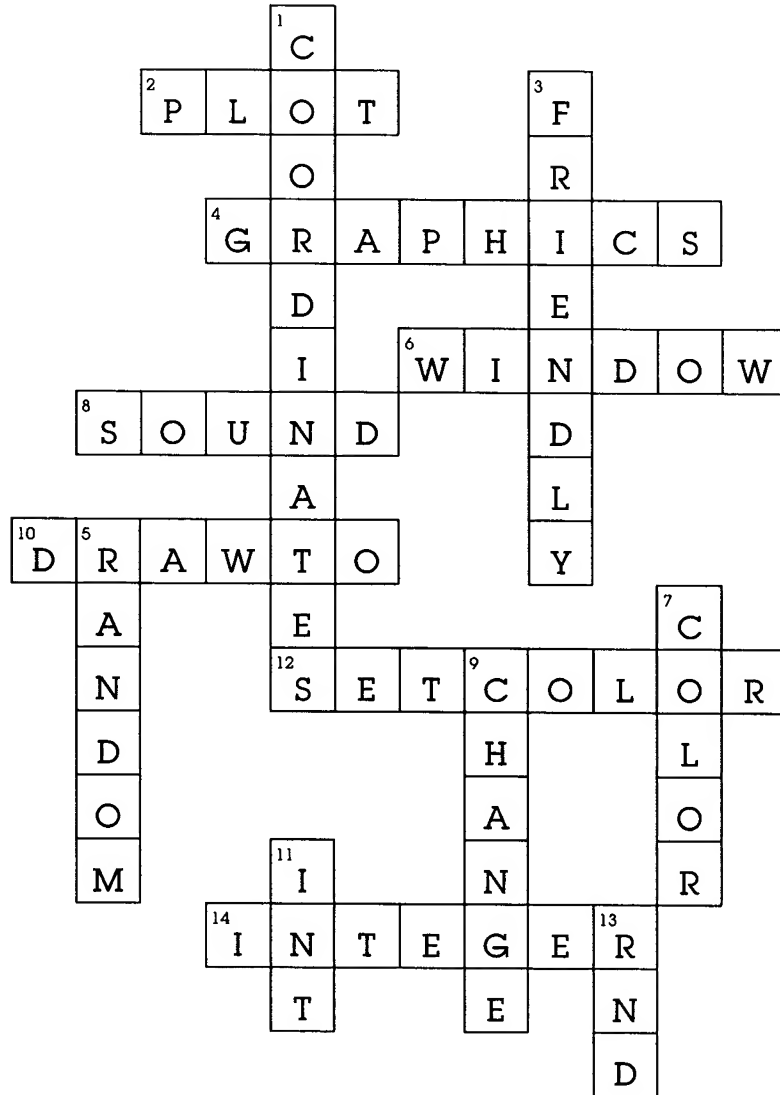 1 C
2 P L O T 3 F
O R
4 G R A P H I C S
D E
I 6 W I N D O W
8 S O U N D D
A L
10 D 5 R A W T O Y
A E 7 C
N 12 S E T 9 C O L O R
D H L
O A O
M 11 I N R
14 I N T E G E 13 R
T E N
D